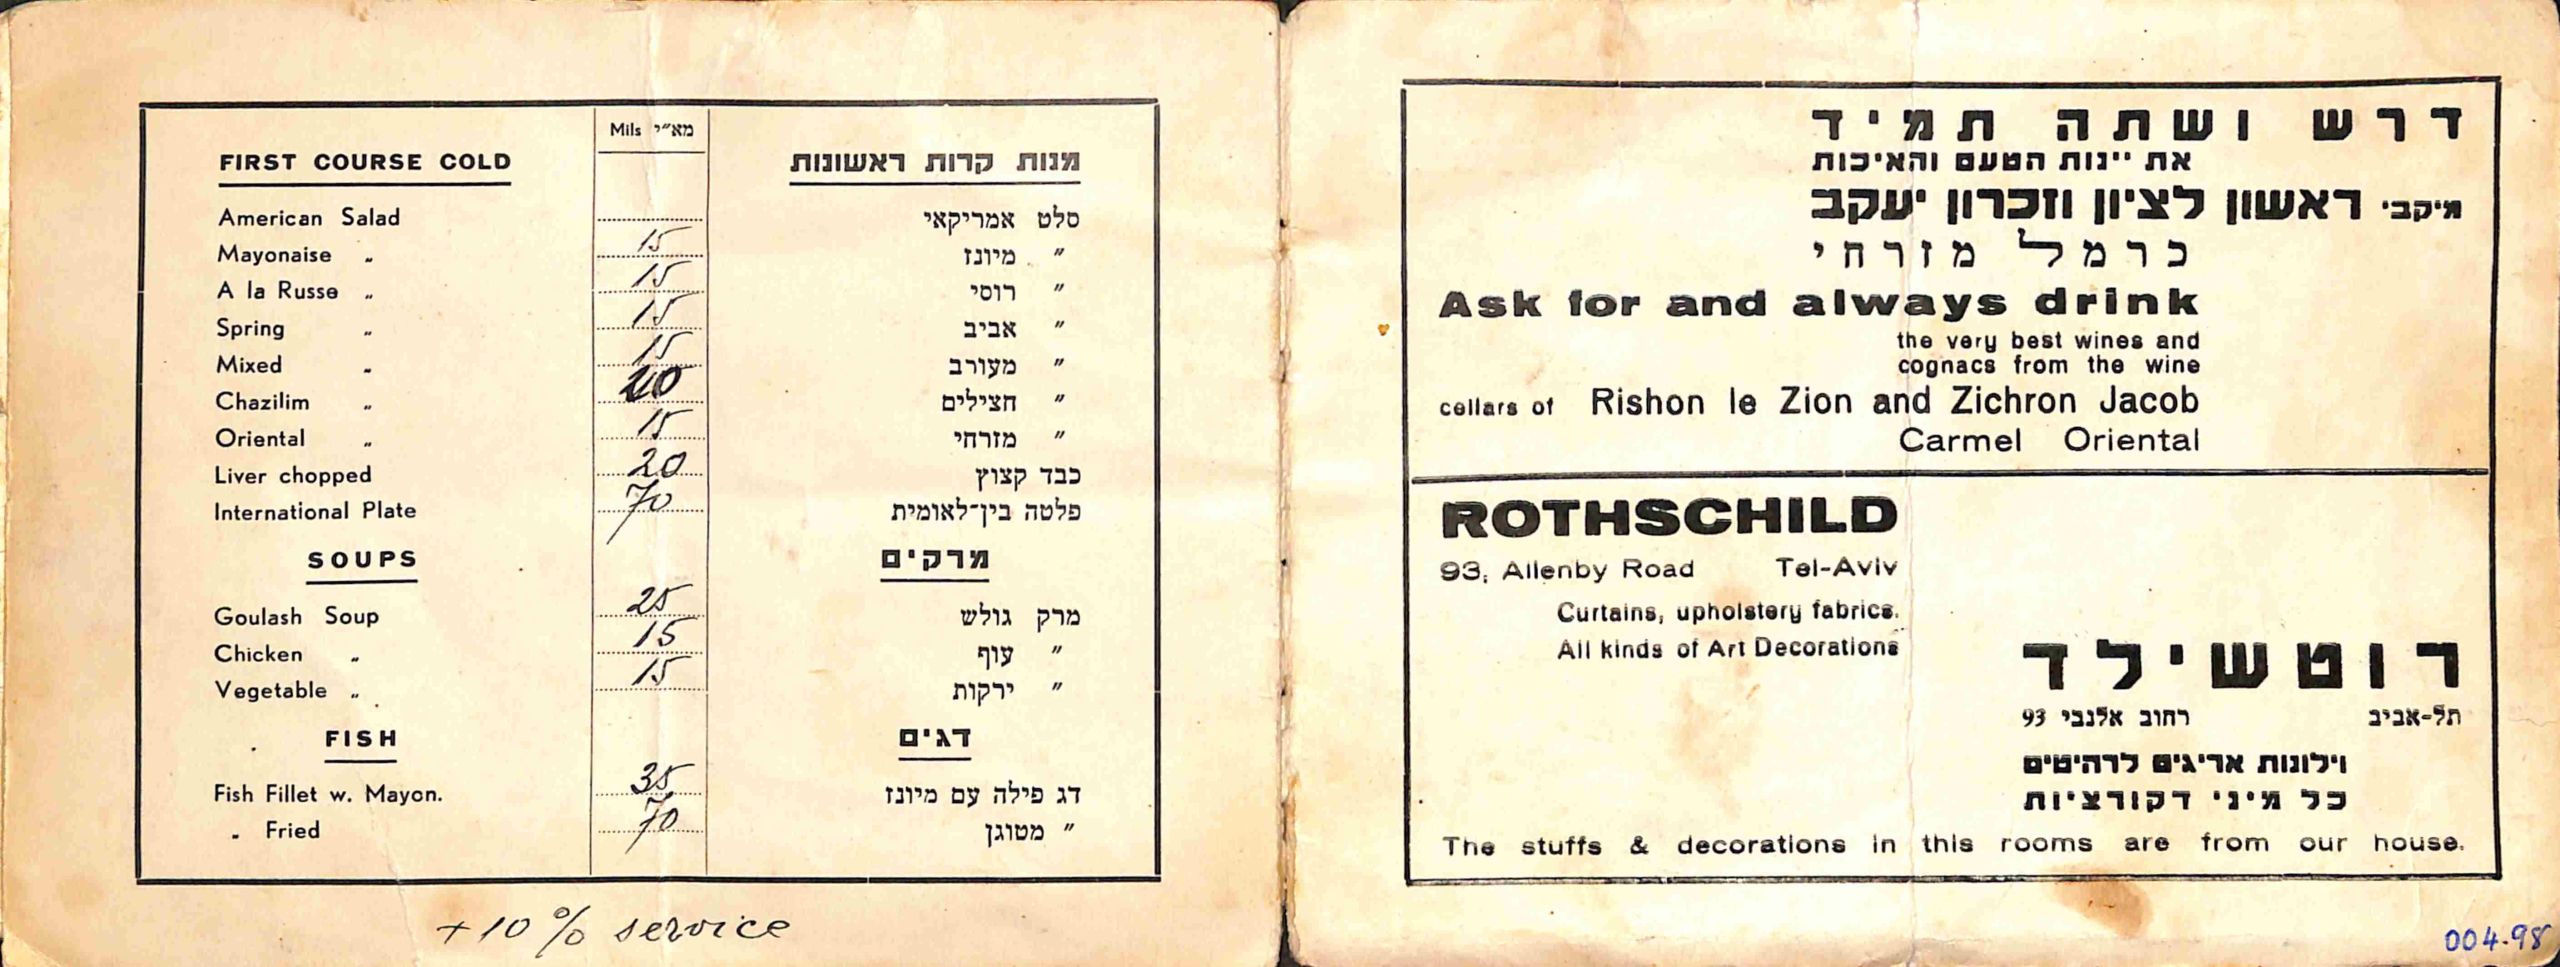 Mils מא״י
FIRST COURSE COLD מנות קרות ראשונות
American Salad סלט אמריקאי
Mayonaise „ 15 ״ מיונז
A la Russe „ 15 ״ רוסי
Spring „ 15 ״ אביב
Mixed „ 15 ״ מעורב
Chazilim „ 20 ״ חצילים
Oriental „ 15 ״ מזרחי
Liver chopped 20 כבד קצוץ
International Plate 70 פלטה בין־לאומית
SOUPS מרקים
Goulash Soup 25 מרק גולש
Chicken „ 15 ״ עוף
Vegetable „ 15 ״ ירקות
FISH דגים
Fish Fillet w. Mayon. 35 דג פילה עם מיונז
„ Fried 70 ״ מטוגן
+10% service
דרש ושתה תמיד
את יינות הטעם והאיכות
מיקבי ראשון לציון וזכרון יעקב
כרמל מזרחי
Ask for and always drink
the very best wines and
cognacs from the wine
cellars of Rishon le Zion and Zichron Jacob
Carmel Oriental
ROTHSCHILD
93, Allenby Road Tel-Aviv
Curtains, upholstery fabrics.
All kinds of Art Decorations
רוטשילד
תל-אביב רחוב אלנבי 93
וילונות אריגים לרהיטים
כל מיני דקורציות
The stuffs & decorations in this rooms are from our house.
004-98